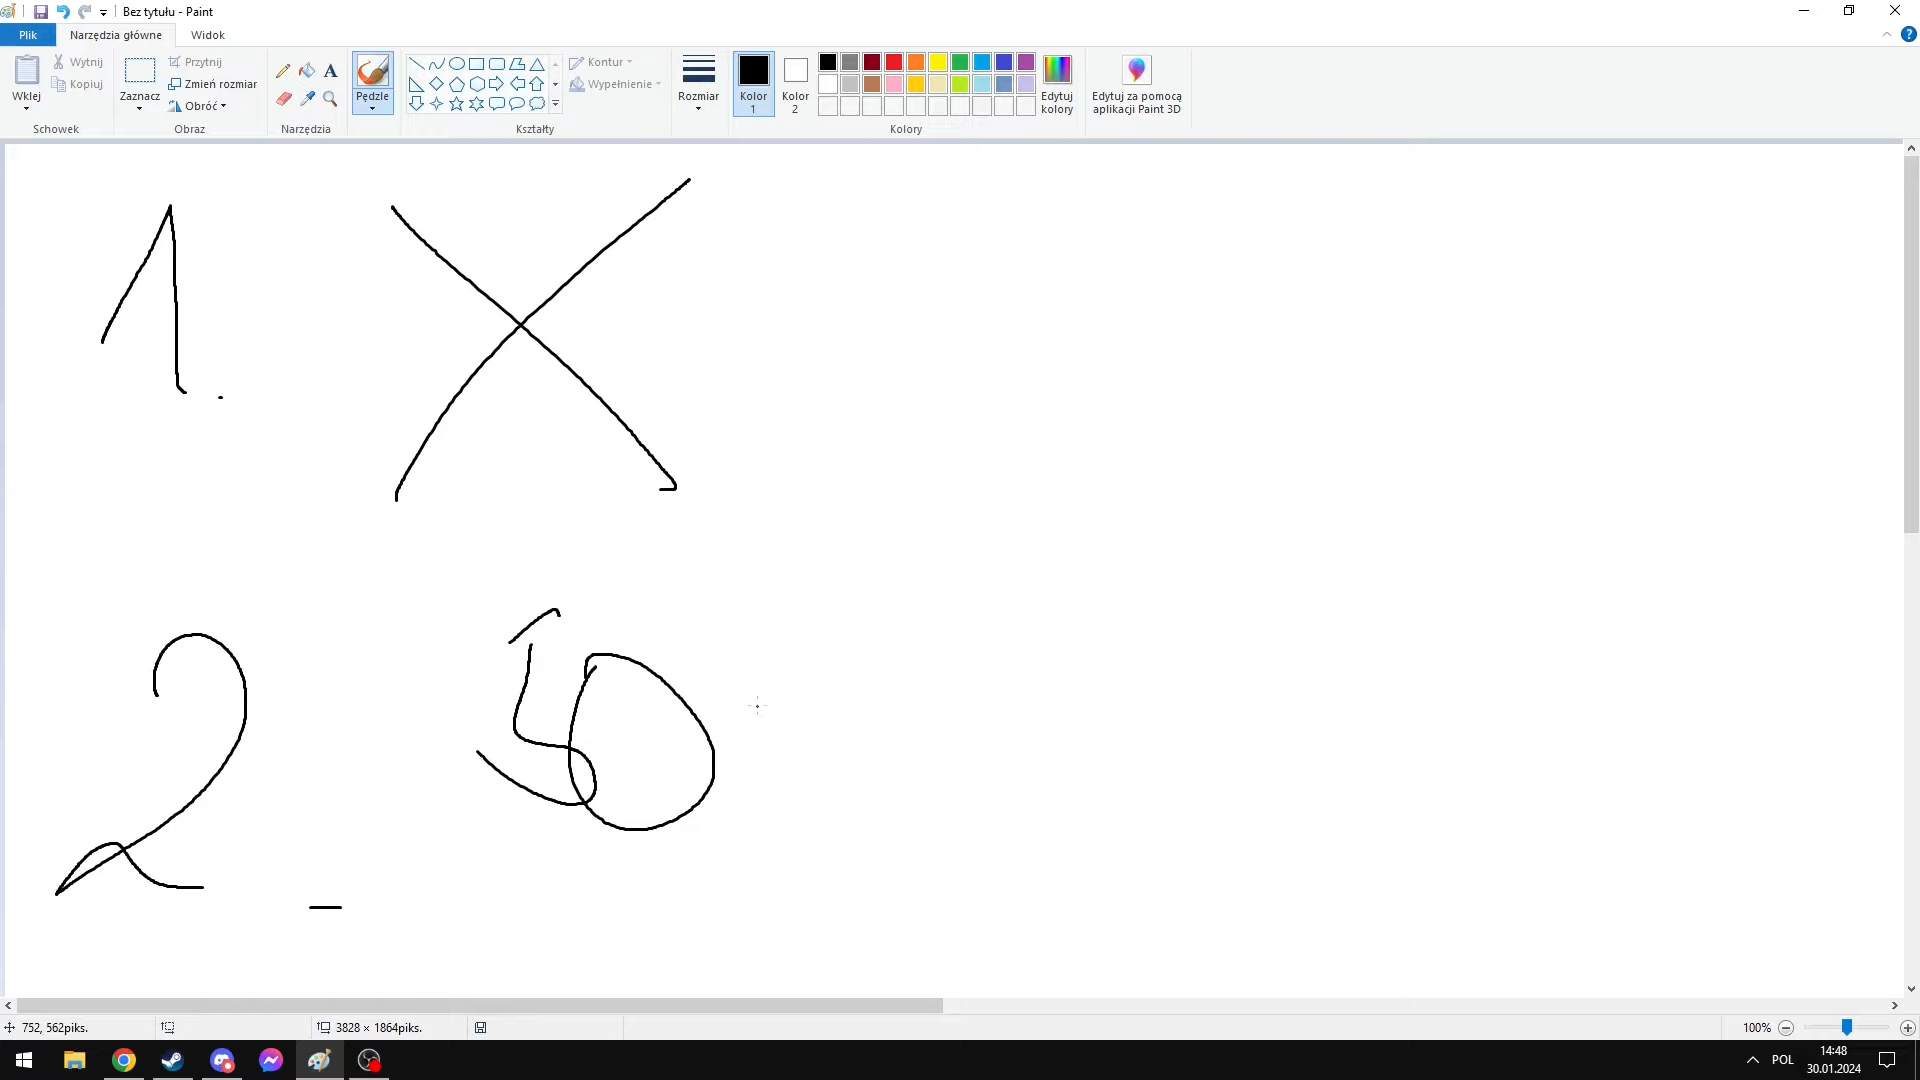 Bez tytułu - Paint
Plik Narzędzia główne Widok
Wklej Wytnij Kopiuj
Schowek
Zaznacz Przytnij Zmień rozmiar Obróć
Obraz
A
Narzędzia
Pędzle
Kontur Wypełnienie
Kształty
Rozmiar
Kolor 1 Kolor 2 Edytuj kolory
Kolory
Edytuj za pomocą aplikacji Paint 3D
1. X
2 50
752, 562piks. 3828 × 1864piks. 100%
POL 14:48
30.01.2024